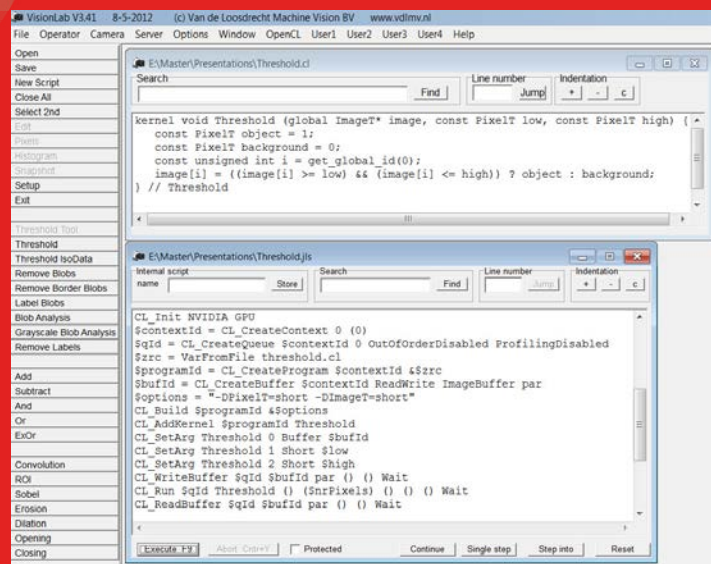 VisionLab V3.41 8-5-2012 (c) Van de Loosdrecht Machine Vision BV www.vdlmv.nl
File Operator Camera Server Options Window OpenCL User1 User2 User3 User4 Help
Open
Save
New Script
Close All
Select 2nd
Edit
Pixels
Histogram
Snapshot
Setup
Exit
Threshold Tool
Threshold
Threshold IsoData
Remove Blobs
Remove Border Blobs
Label Blobs
Blob Analysis
Grayscale Blob Analysis
Remove Labels
Add
Subtract
And
Or
ExOr
Convolution
ROI
Sobel
Erosion
Dilation
Opening
Closing
E:\Master\Presentations\Threshold.cl
Search Line number Indentation
Find Jump + - c
kernel void Threshold (global ImageT* image, const PixelT low, const PixelT high) {
const PixelT object = 1;
const PixelT background = 0;
const unsigned int i = get_global_id(0);
image[i] = ((image[i] >= low) && (image[i] <= high)) ? object : background;
} // Threshold
E:\Master\Presentations\Threshold.jls
Internal script Search Line number Indentation
name Store Find Jump + - c
CL_Init NVIDIA GPU
$contextId = CL_CreateContext 0 (0)
$qId = CL_CreateQueue $contextId 0 OutOfOrderDisabled ProfilingDisabled
$zrc = VarFromFile threshold.cl
$programId = CL_CreateProgram $contextId &$zrc
$bufId = CL_CreateBuffer $contextId ReadWrite ImageBuffer par
$options = "-DPixelT=short -DImageT=short"
CL_Build $programId &$options
CL_AddKernel $programId Threshold
CL_SetArg Threshold 0 Buffer $bufId
CL_SetArg Threshold 1 Short $low
CL_SetArg Threshold 2 Short $high
CL_WriteBuffer $qId $bufId par () () Wait
CL_Run $qId Threshold () ($nrPixels) () () () Wait
CL_ReadBuffer $qId $bufId par () () Wait
Execute F9 Abort Cntr+Y Protected Continue Single step Step into Reset